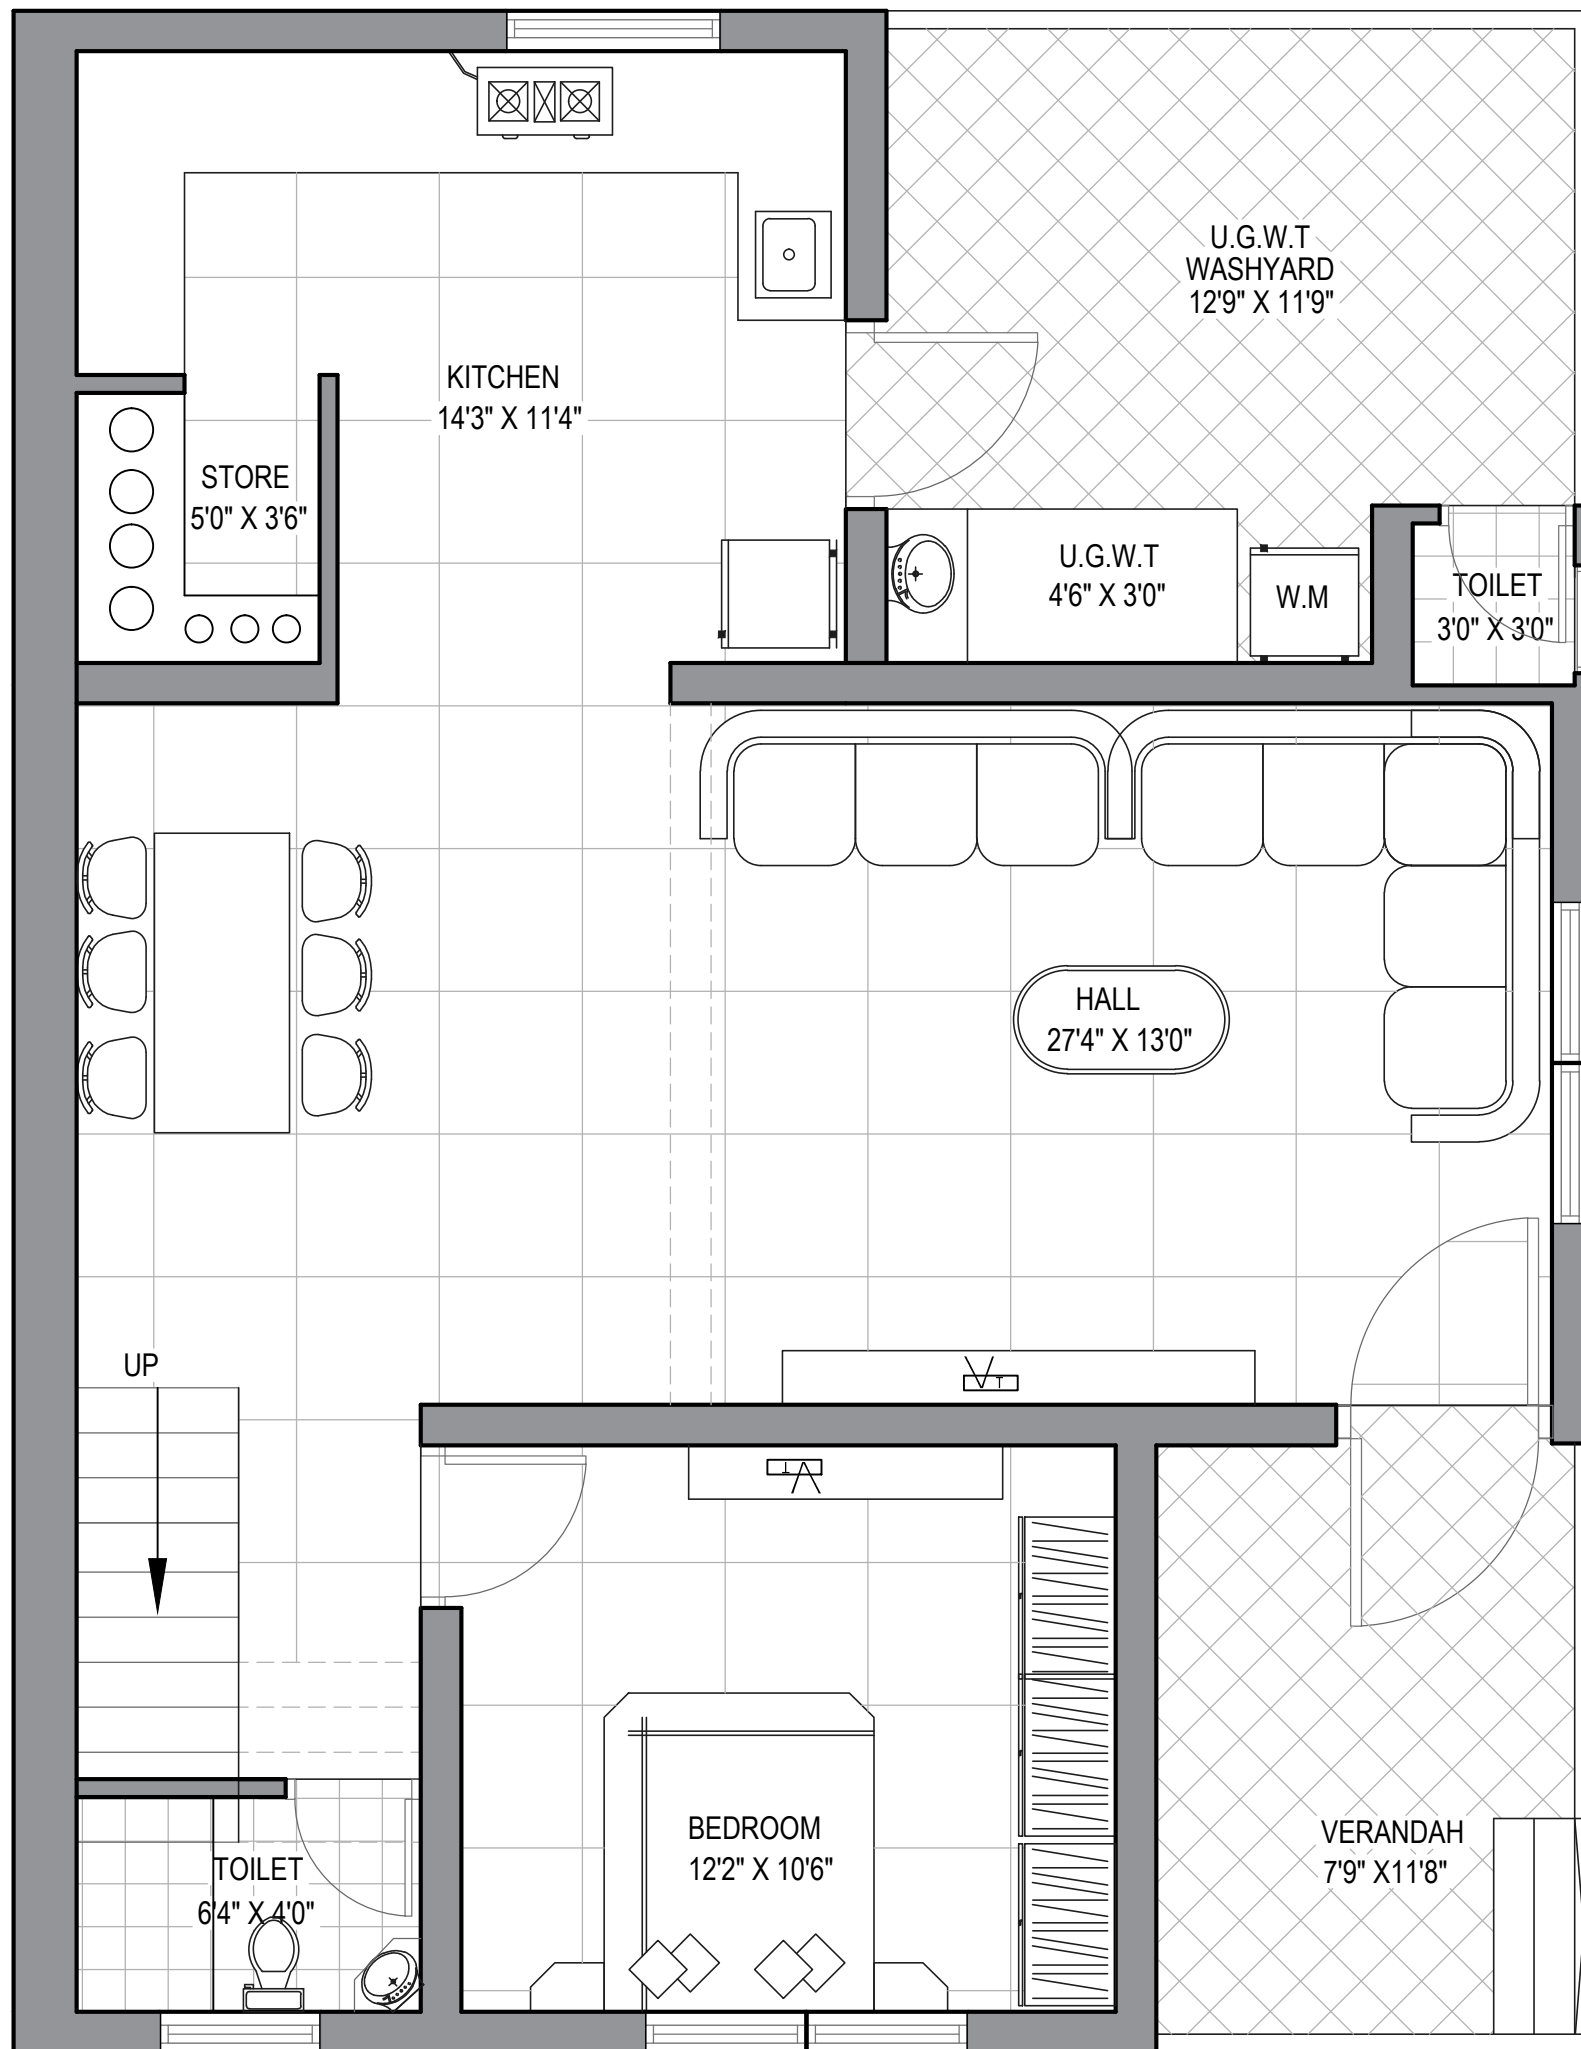 U.G.W.T
WASHYARD
12'9" X 11'9"
KITCHEN
14'3" X 11'4"
STORE
5'0" X 3'6"
U.G.W.T
4'6" X 3'0"
W.M
TOILET
3'0" X 3'0"
HALL
27'4" X 13'0"
UP
TV
TV
BEDROOM
12'2" X 10'6"
VERANDAH
7'9" X11'8"
TOILET
6'4" X 4'0"